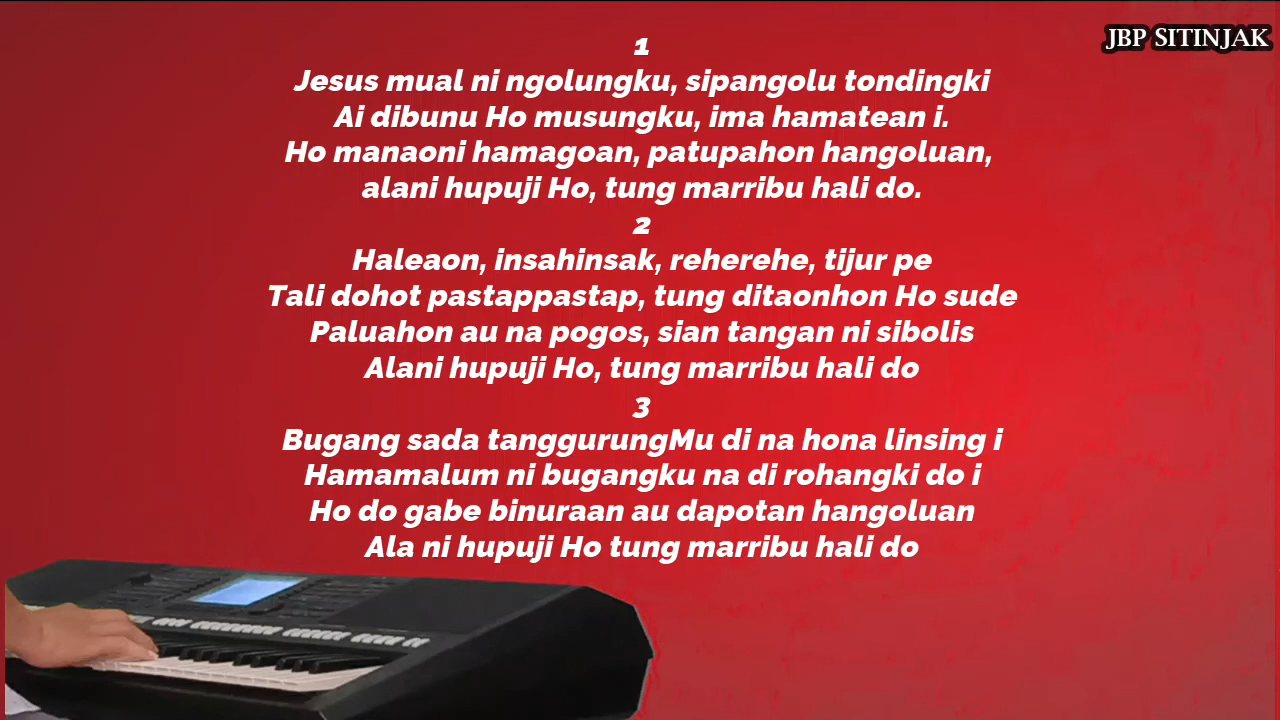 JBP SITINJAK
1
Jesus mual ni ngolungku, sipangolu tondingki
Ai dibunu Ho musungku, ima hamatean i.
Ho manaoni hamagoan, patupahon hangoluan,
alani hupuji Ho, tung marribu hali do.
2
Haleaon, insahinsak, reherehe, tijur pe
Tali dohot pastappastap, tung ditaonhon Ho sude
Paluahon au na pogos, sian tangan ni sibolis
Alani hupuji Ho, tung marribu hali do
3
Bugang sada tanggurungMu di na hona linsing i
Hamamalum ni bugangku na di rohangki do i
Ho do gabe binuraan au dapotan hangoluan
Ala ni hupuji Ho tung marribu hali do